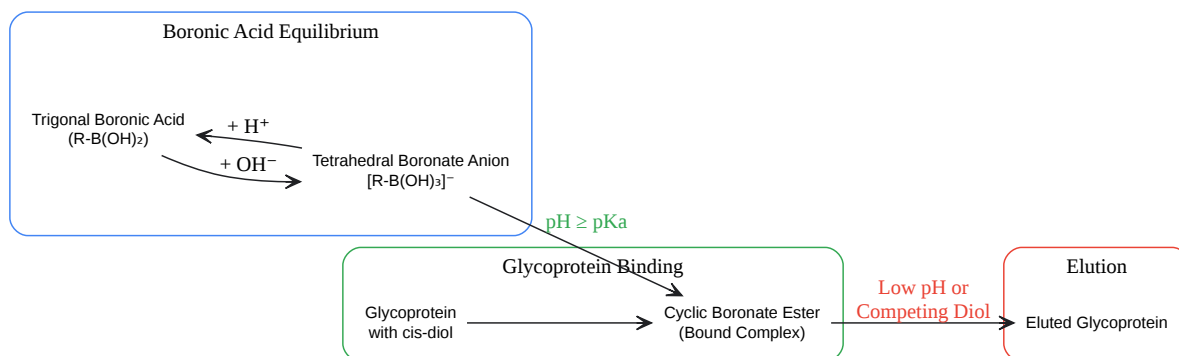 Boronic Acid Equilibrium
Trigonal Boronic Acid
(R-B(OH)₂)
+ H⁺
+ OH⁻
Tetrahedral Boronate Anion
[R-B(OH)₃]⁻
pH ≥ pKa
Glycoprotein Binding
Glycoprotein
with cis-diol
Cyclic Boronate Ester
(Bound Complex)
Low pH or
Competing Diol
Elution
Eluted Glycoprotein